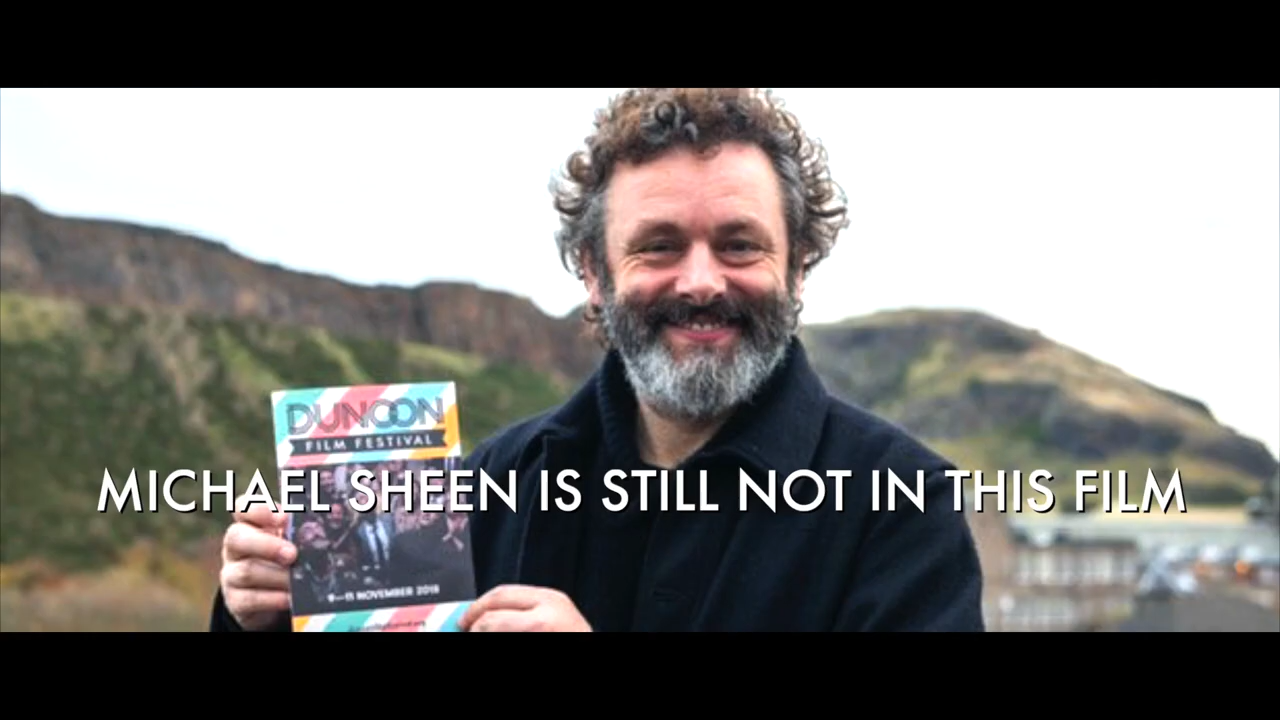 DUNOON
FILM FESTIVAL
MICHAEL SHEEN IS STILL NOT IN THIS FILM
9—11 NOVEMBER 2018